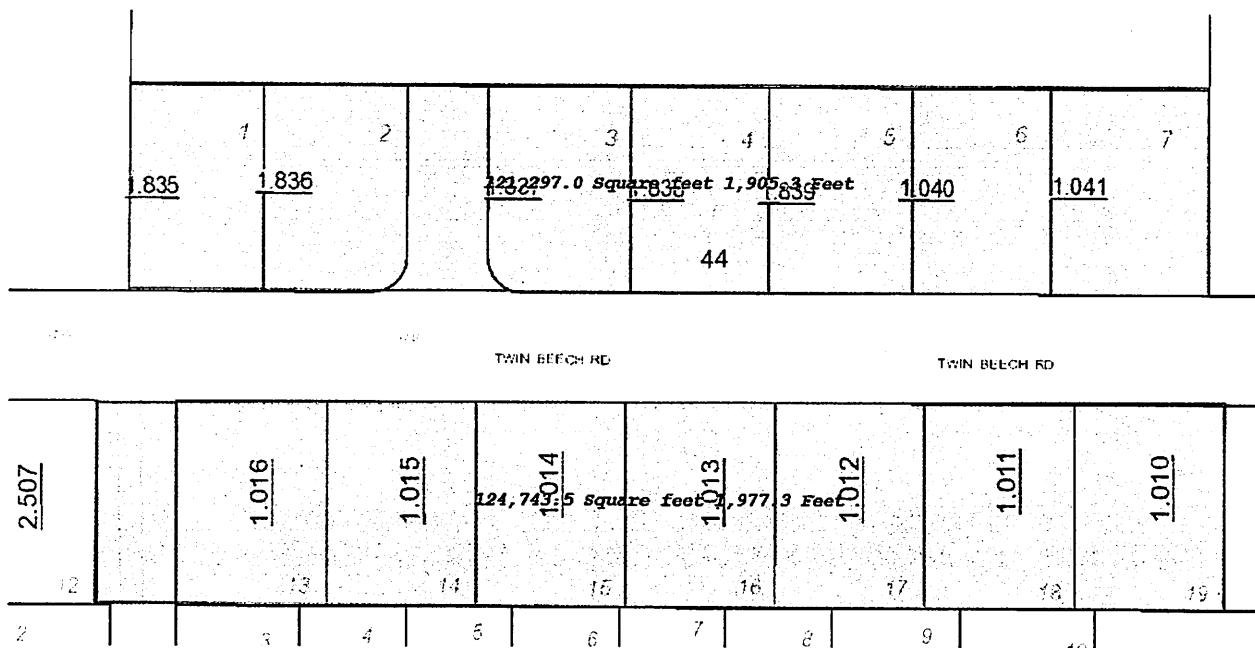 1 2 3 4 5 6 7
1.835 1.836 1.040 1.041
Square feet 1,905.3 Feet
44
TWIN BEECH RD TWIN BEECH RD
2.507 1.016 1.015 1.014 1.013 1.012 1.011 1.010
124,743.5 Square feet 1,977.3 Feet
12 13 14 15 16 17 18 19
2 3 4 5 6 7 8 9